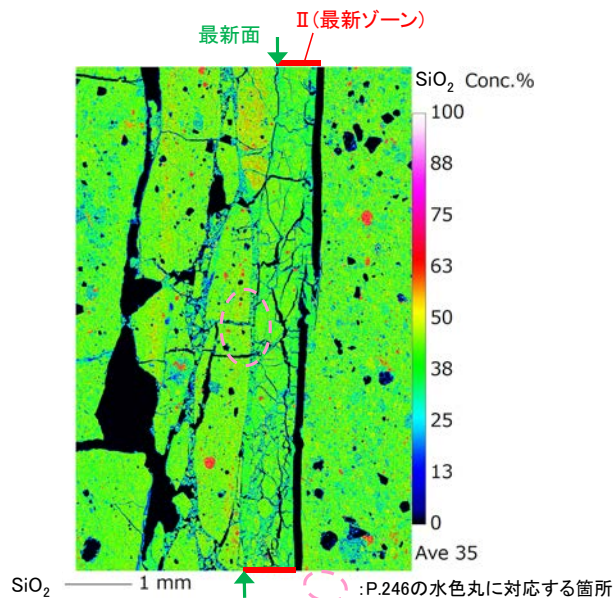 Ⅱ(最新ゾーン)
最新面
SiO₂ Conc.%
100
88
75
63
50
38
25
13
0
Ave 35
SiO₂
1 mm
:P.246の水色丸に対応する箇所